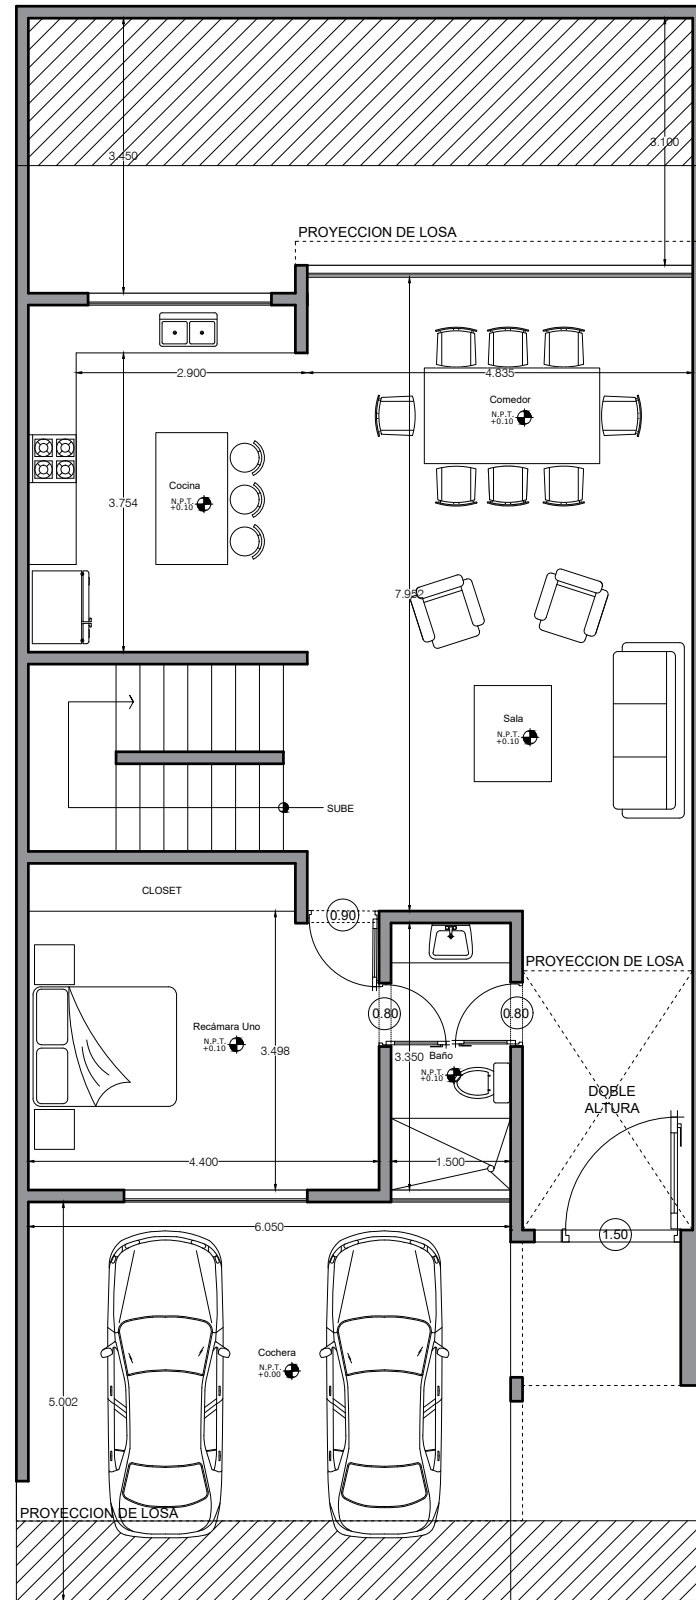 3.450
3.100
PROYECCION DE LOSA
2.900
4.835
Comedor
N.P.T.
+0.10
Cocina
N.P.T.
+0.10
3.754
7.952
Sala
N.P.T.
+0.10
SUBE
CLOSET
0.90
PROYECCION DE LOSA
0.80
0.80
Recámara Uno
N.P.T.
+0.10
3.498
3.350
Baño
N.P.T.
+0.10
DOBLE
ALTURA
4.400
1.500
6.050
1.50
Cochera
N.P.T.
+0.00
5.002
PROYECCION DE LOSA